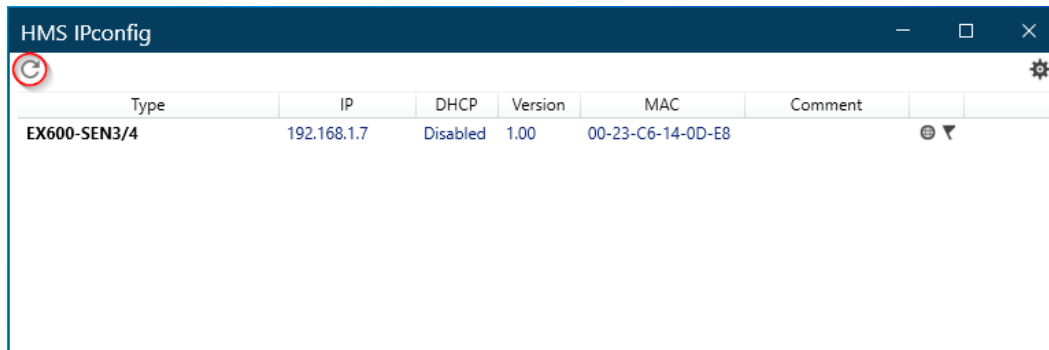 HMS IPconfig
Type IP DHCP Version MAC Comment
EX600-SEN3/4 192.168.1.7 Disabled 1.00 00-23-C6-14-0D-E8